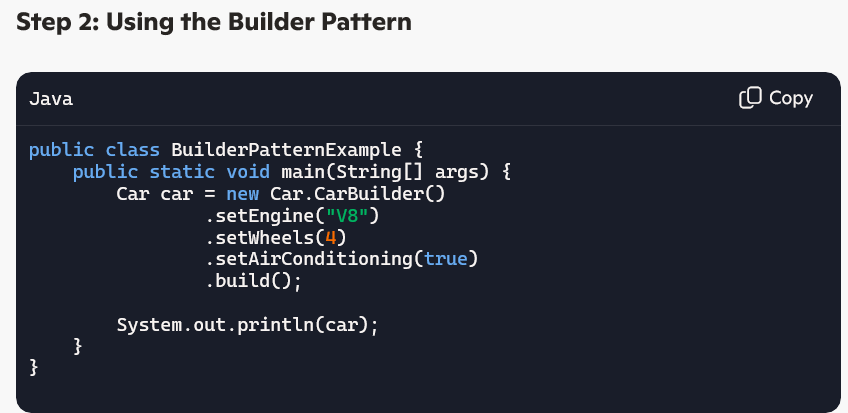 Step 2: Using the Builder Pattern
Java
Copy
public class BuilderPatternExample {
    public static void main(String[] args) {
        Car car = new Car.CarBuilder()
                .setEngine("V8")
                .setWheels(4)
                .setAirConditioning(true)
                .build();

        System.out.println(car);
    }
}